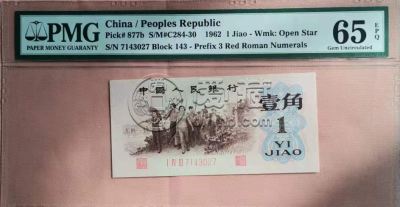 PMG
PAPER MONEY GUARANTY
China / Peoples Republic
Pick# 877b S/M#C284-30 1962 1 Jiao - Wmk: Open Star
S/N 7143027 Block 143 - Prefix 3 Red Roman Numerals
65 EPQ
Gem Uncirculated
中国人民银行
壹角
1
YI
JIAO
7143027